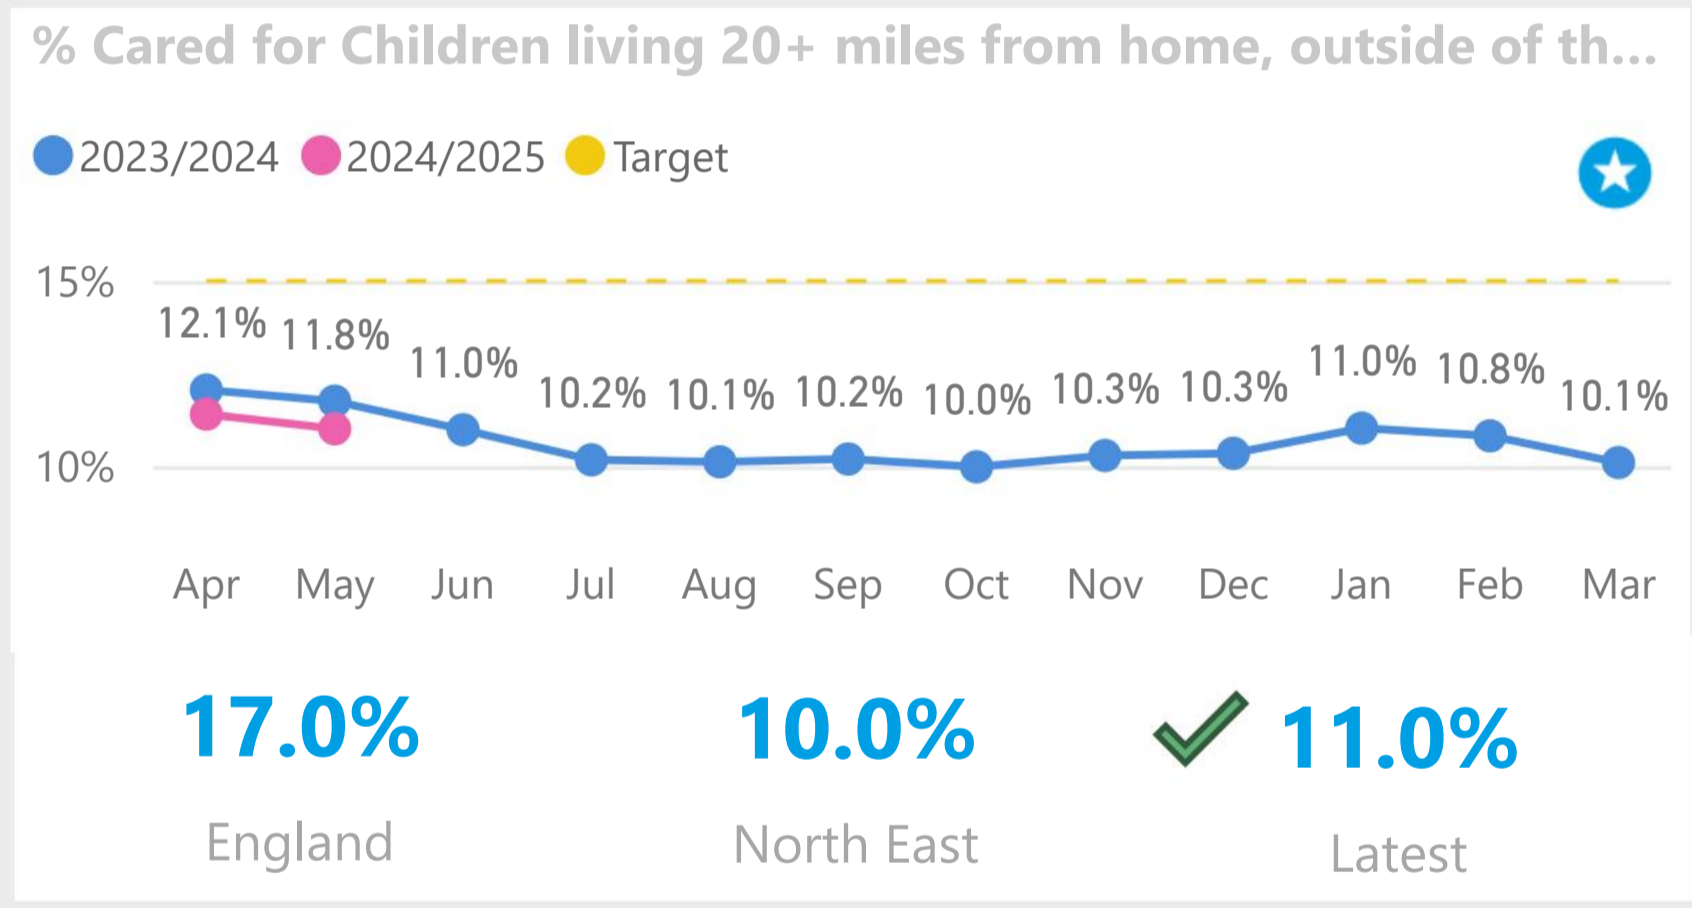 % Cared for Children living 20+ miles from home, outside of th...
2023/2024 2024/2025 Target
15%
12.1% 11.8% 11.0% 10.2% 10.1% 10.2% 10.0% 10.3% 10.3% 11.0% 10.8% 10.1%
10%
Apr May Jun Jul Aug Sep Oct Nov Dec Jan Feb Mar
17.0% 10.0% 11.0%
England North East Latest